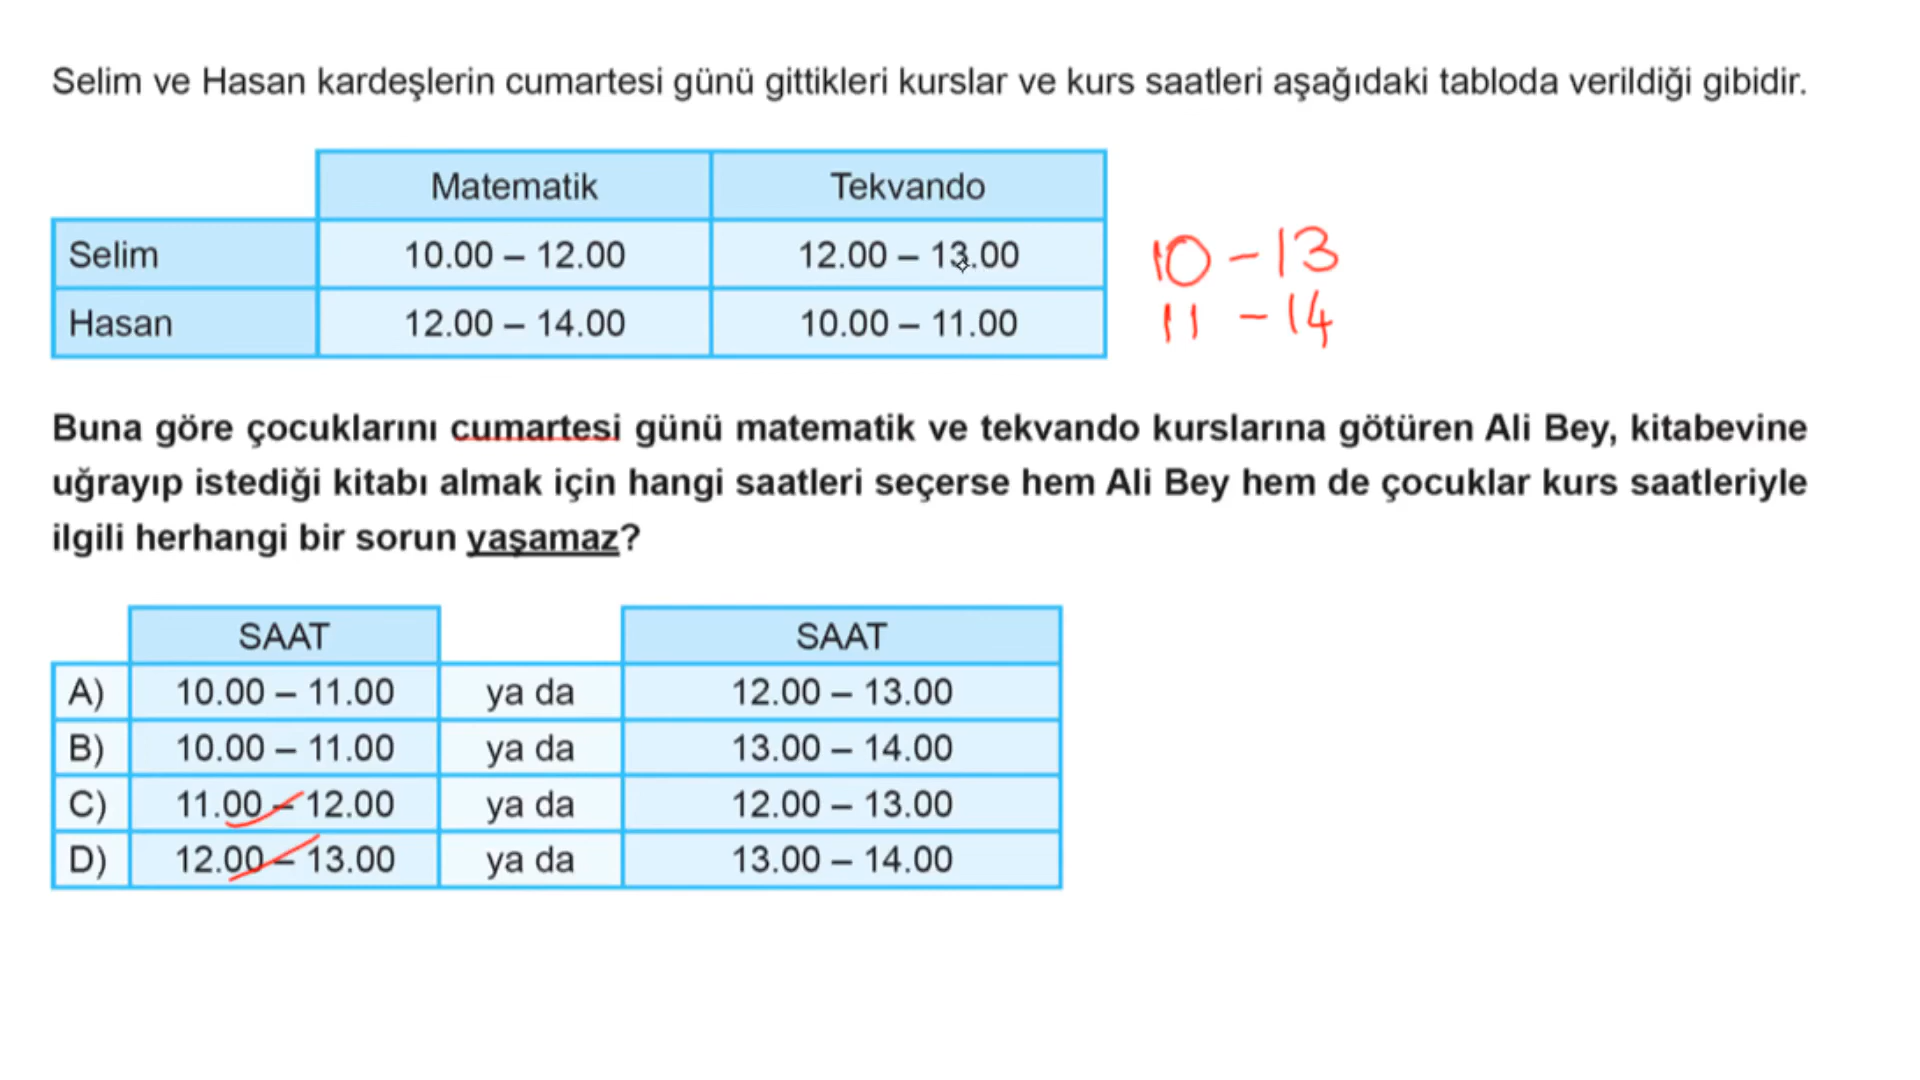 Selim ve Hasan kardeşlerin cumartesi günü gittikleri kurslar ve kurs saatleri aşağıdaki tabloda verildiği gibidir.
Matematik Tekvando
Selim 10.00 – 12.00 12.00 – 13.00 10 – 13
Hasan 12.00 – 14.00 10.00 – 11.00 11 – 14
Buna göre çocuklarını cumartesi günü matematik ve tekvando kurslarına götüren Ali Bey, kitabevine
uğrayıp istediği kitabı almak için hangi saatleri seçerse hem Ali Bey hem de çocuklar kurs saatleriyle
ilgili herhangi bir sorun yaşamaz?
SAAT SAAT
A) 10.00 – 11.00 ya da 12.00 – 13.00
B) 10.00 – 11.00 ya da 13.00 – 14.00
C) 11.00 – 12.00 ya da 12.00 – 13.00
D) 12.00 – 13.00 ya da 13.00 – 14.00